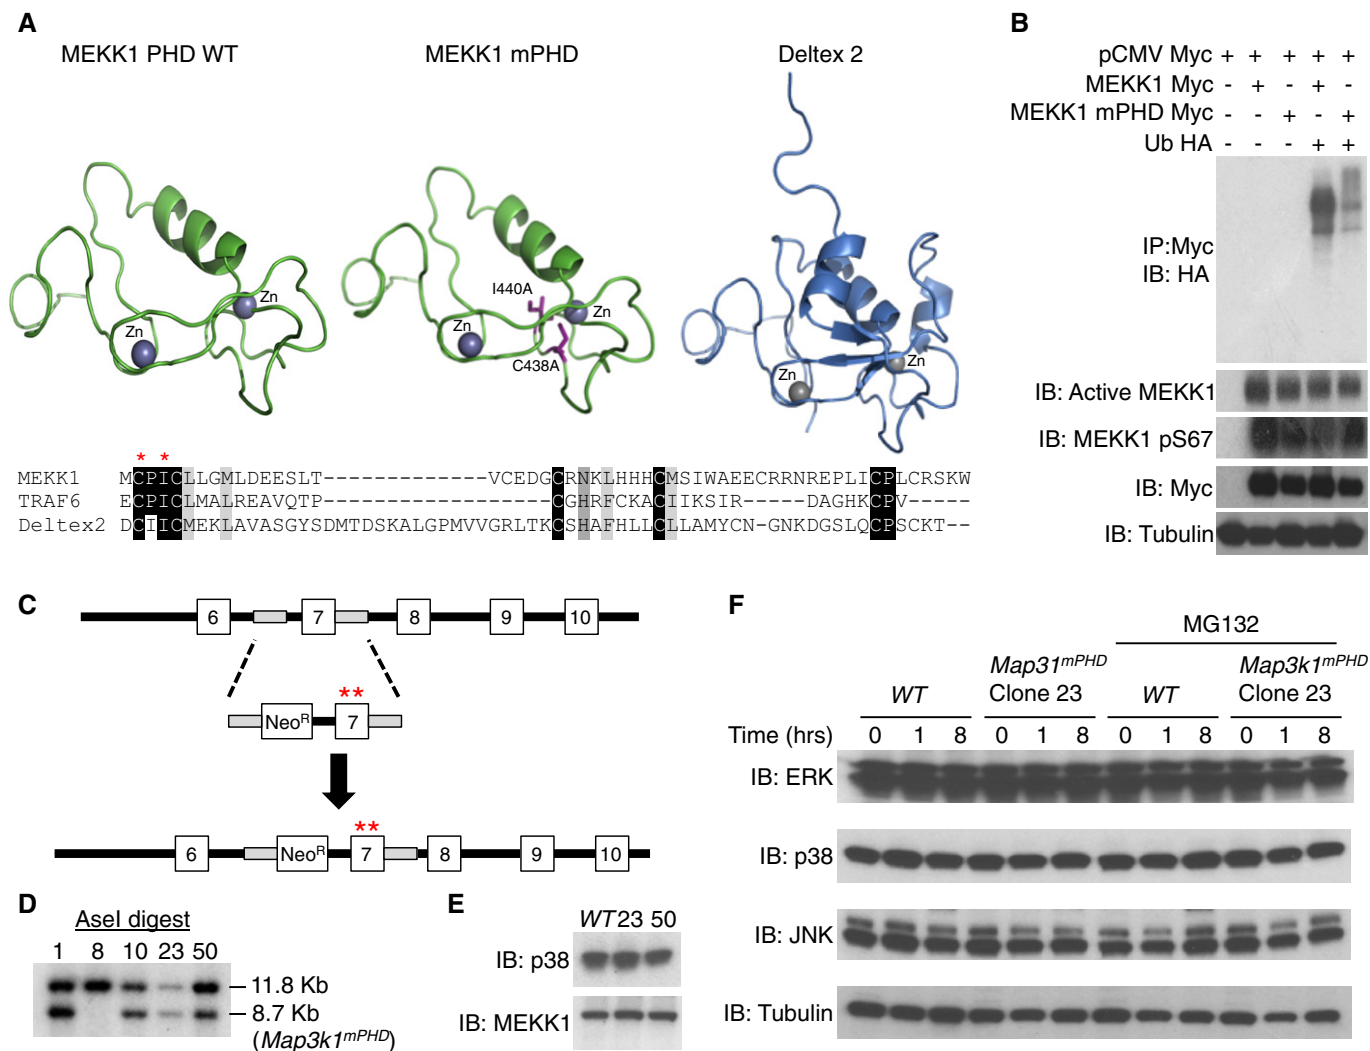 A
MEKK1 PHD WT
MEKK1 mPHD
Deltex 2
Zn
Zn
I440A
Zn
Zn
C438A
Zn
Zn
* *
MEKK1 MCPICLLGMLDEESLT-------------VCEDGCRNKLHHHCMSIWAEECRRNREPLICPLCRSKW
TRAF6 ECPICLMALREAVQTP------------------CGHRFCKACIIKSIR-----DAGHKCPV-----
Deltex2 DCIICMEKLAVASGYSDMTDSKALGPMVVGRLTKCSHAFHLLCLLAMYCN-GNKDGSLQCPSCKT--
B
pCMV Myc + + + + +
MEKK1 Myc - + - + -
MEKK1 mPHD Myc - - + - +
Ub HA - - - + +
IP:Myc
IB: HA
IB: Active MEKK1
IB: MEKK1 pS67
IB: Myc
IB: Tubulin
C
6 7 8 9 10
**
NeoR 7
**
6 NeoR 7 8 9 10
D
AseI digest
1 8 10 23 50
11.8 Kb
8.7 Kb
(Map3k1mPHD)
E
WT 23 50
IB: p38
IB: MEKK1
F
MG132
WT Map31mPHD Clone 23 WT Map3k1mPHD Clone 23
Time (hrs) 0 1 8 0 1 8 0 1 8 0 1 8
IB: ERK
IB: p38
IB: JNK
IB: Tubulin